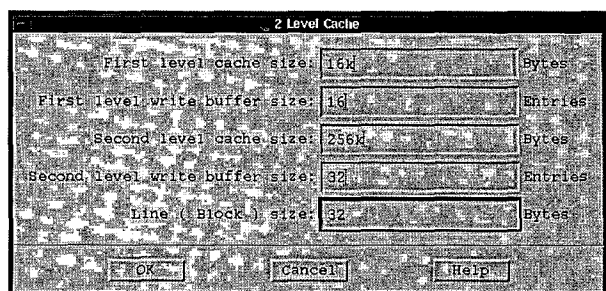 2 Level Cache
First level cache size: 16k Bytes
First level write buffer size: 16 Entries
Second level cache size: 256k Bytes
Second level write buffer size: 32 Entries
Line ( Block ) size: 32 Bytes
OK Cancel Help